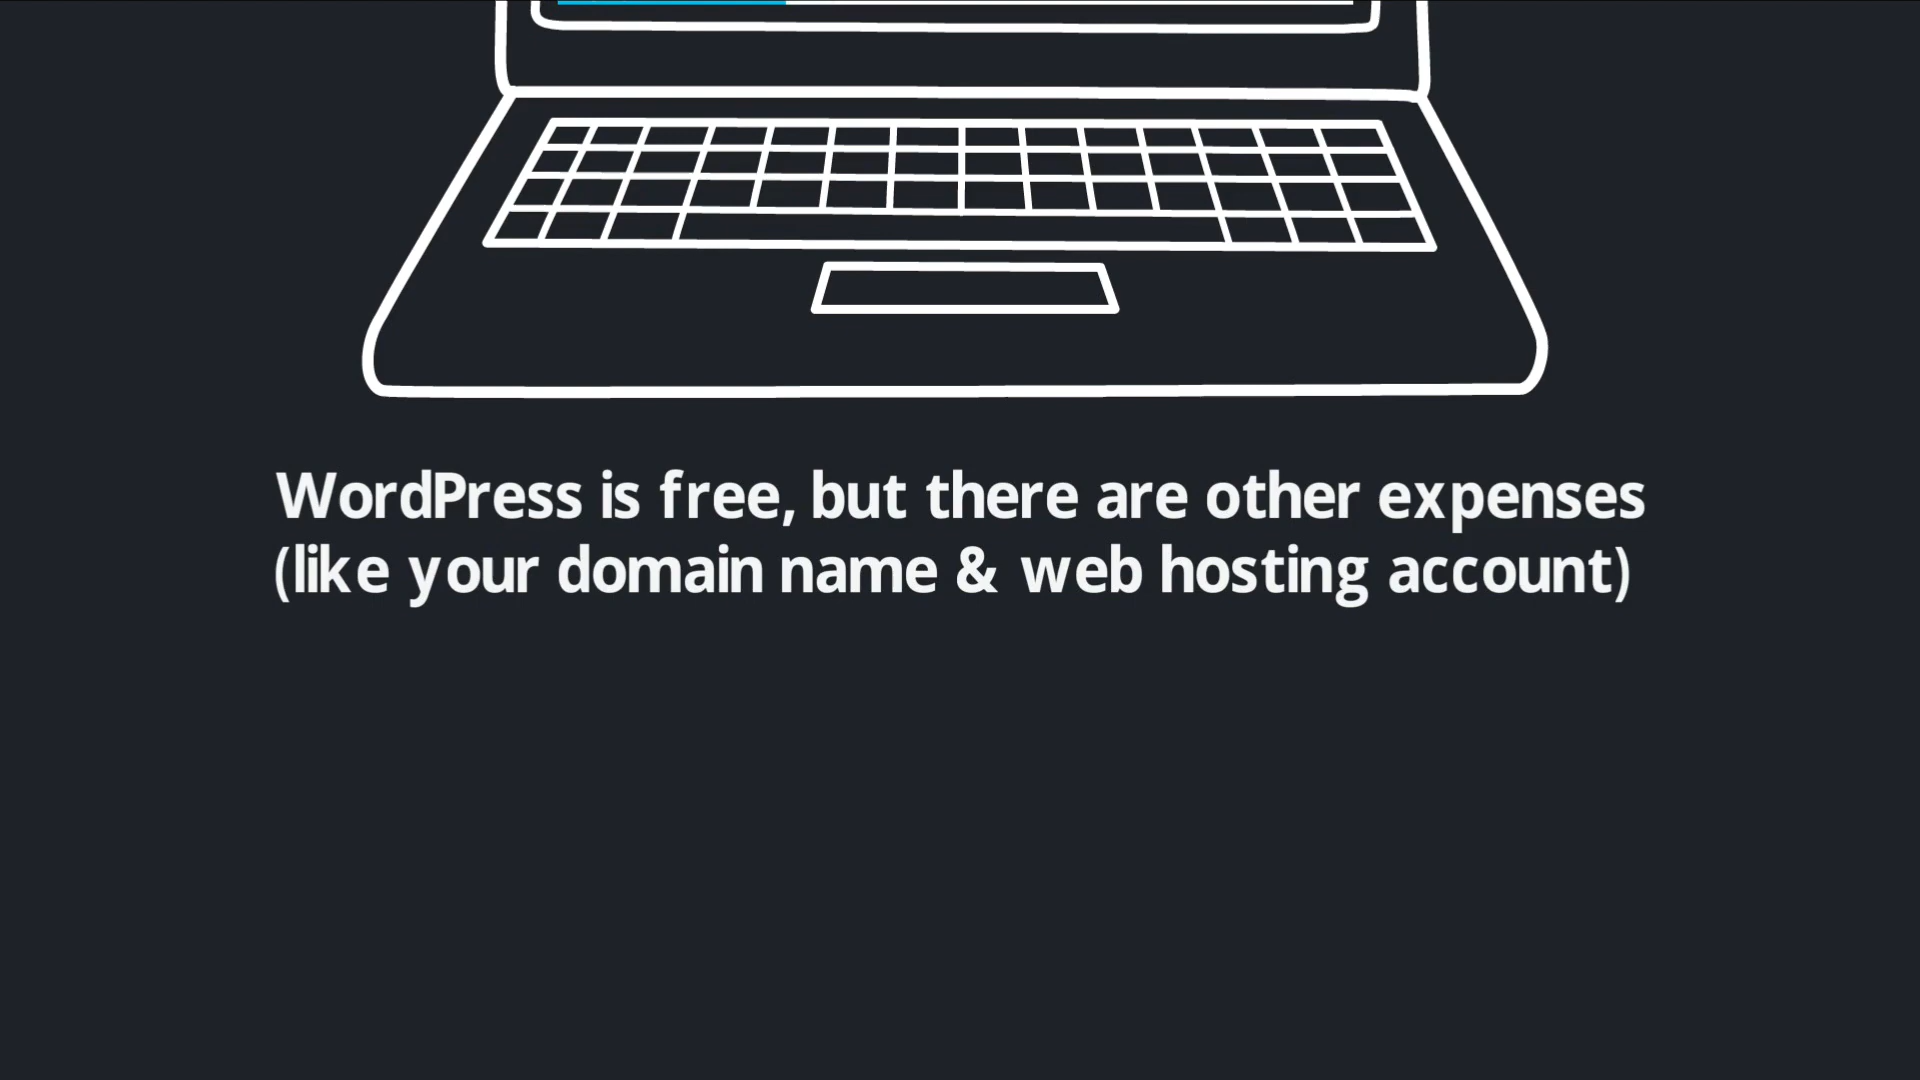 WordPress is free, but there are other expenses
(like your domain name & web hosting account)